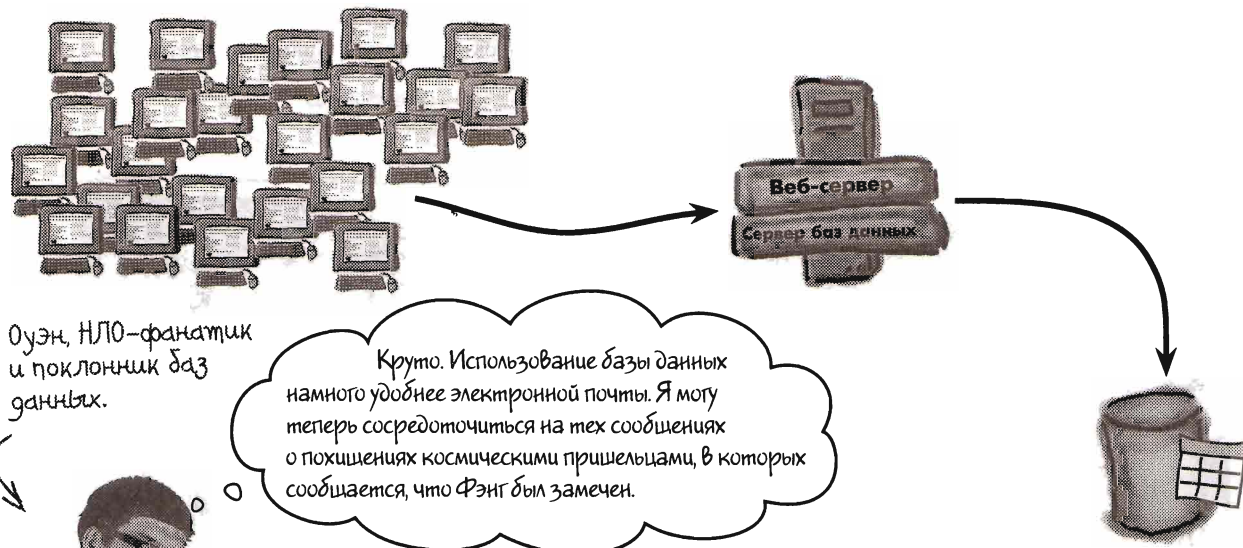 Веб-сервер
Сервер баз данных
Оуэн, НЛО-фанатик
и поклонник баз
данных.
Круто. Использование базы данных
намного удобнее электронной почты. Я могу
теперь сосредоточиться на тех сообщениях
о похищениях космическими пришельцами, в которых
сообщается, что Фэнг был замечен.